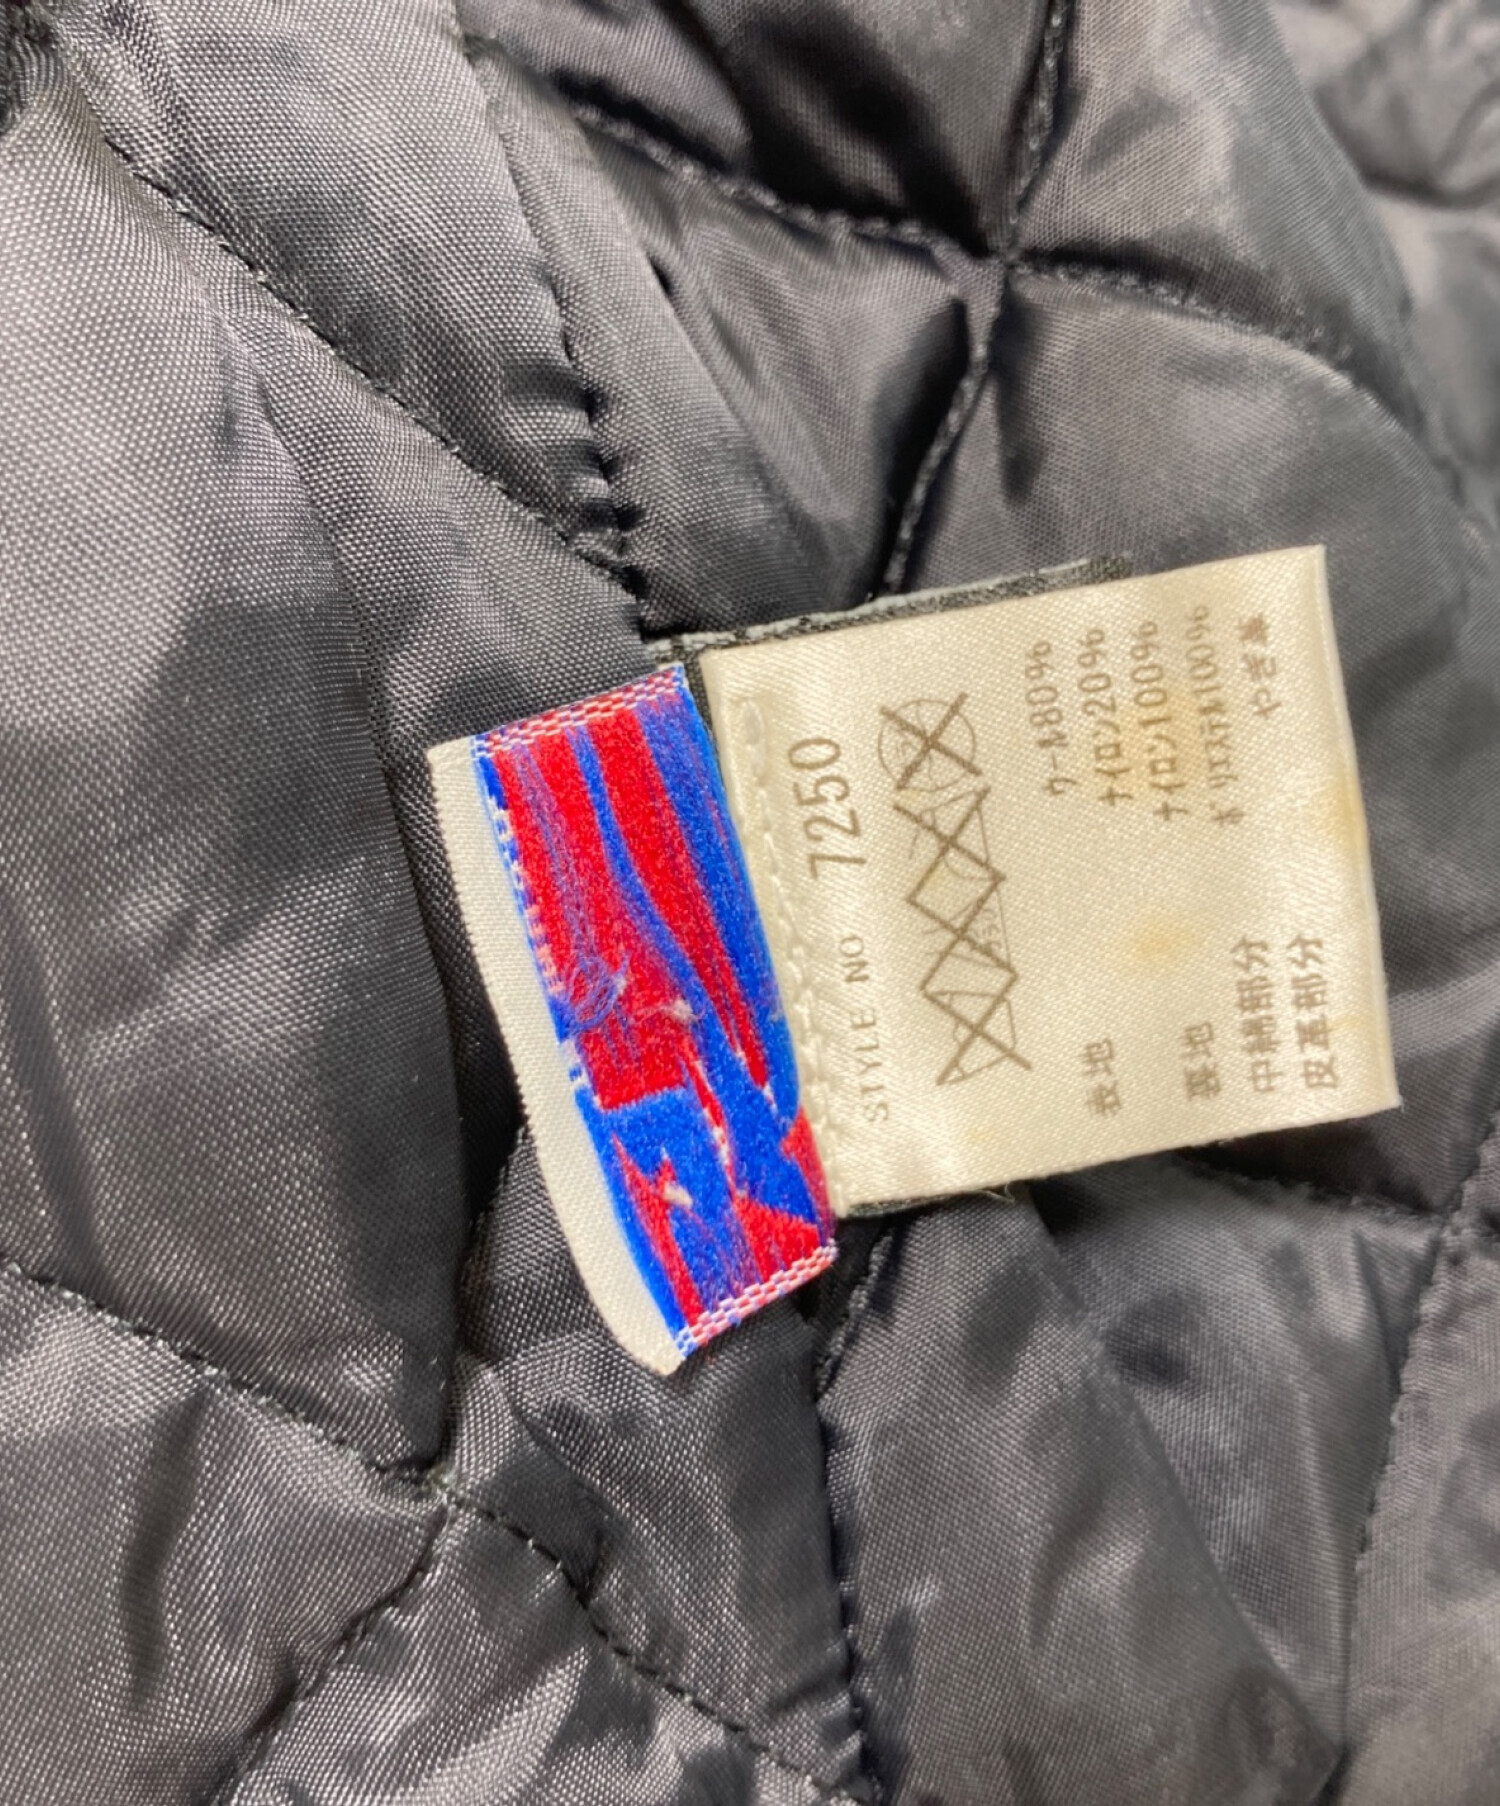 STYLE NO 7250
表地 ウール80%
ナイロン20%
裏地 ナイロン100%
中綿部分 ポリエステル100%
皮革部分 やぎ革